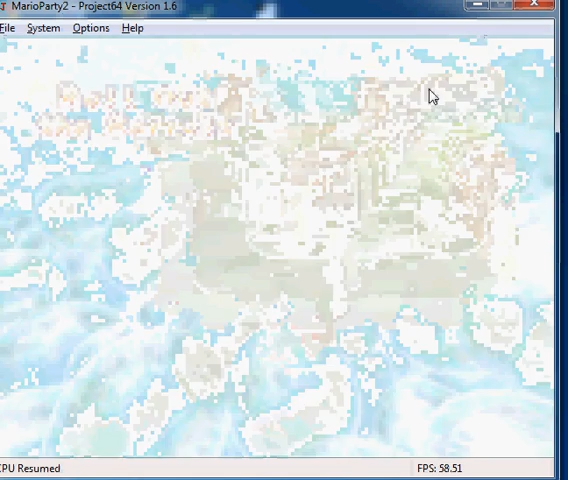 MarioParty2 - Project64 Version 1.6
File System Options Help
CPU Resumed FPS: 58.51